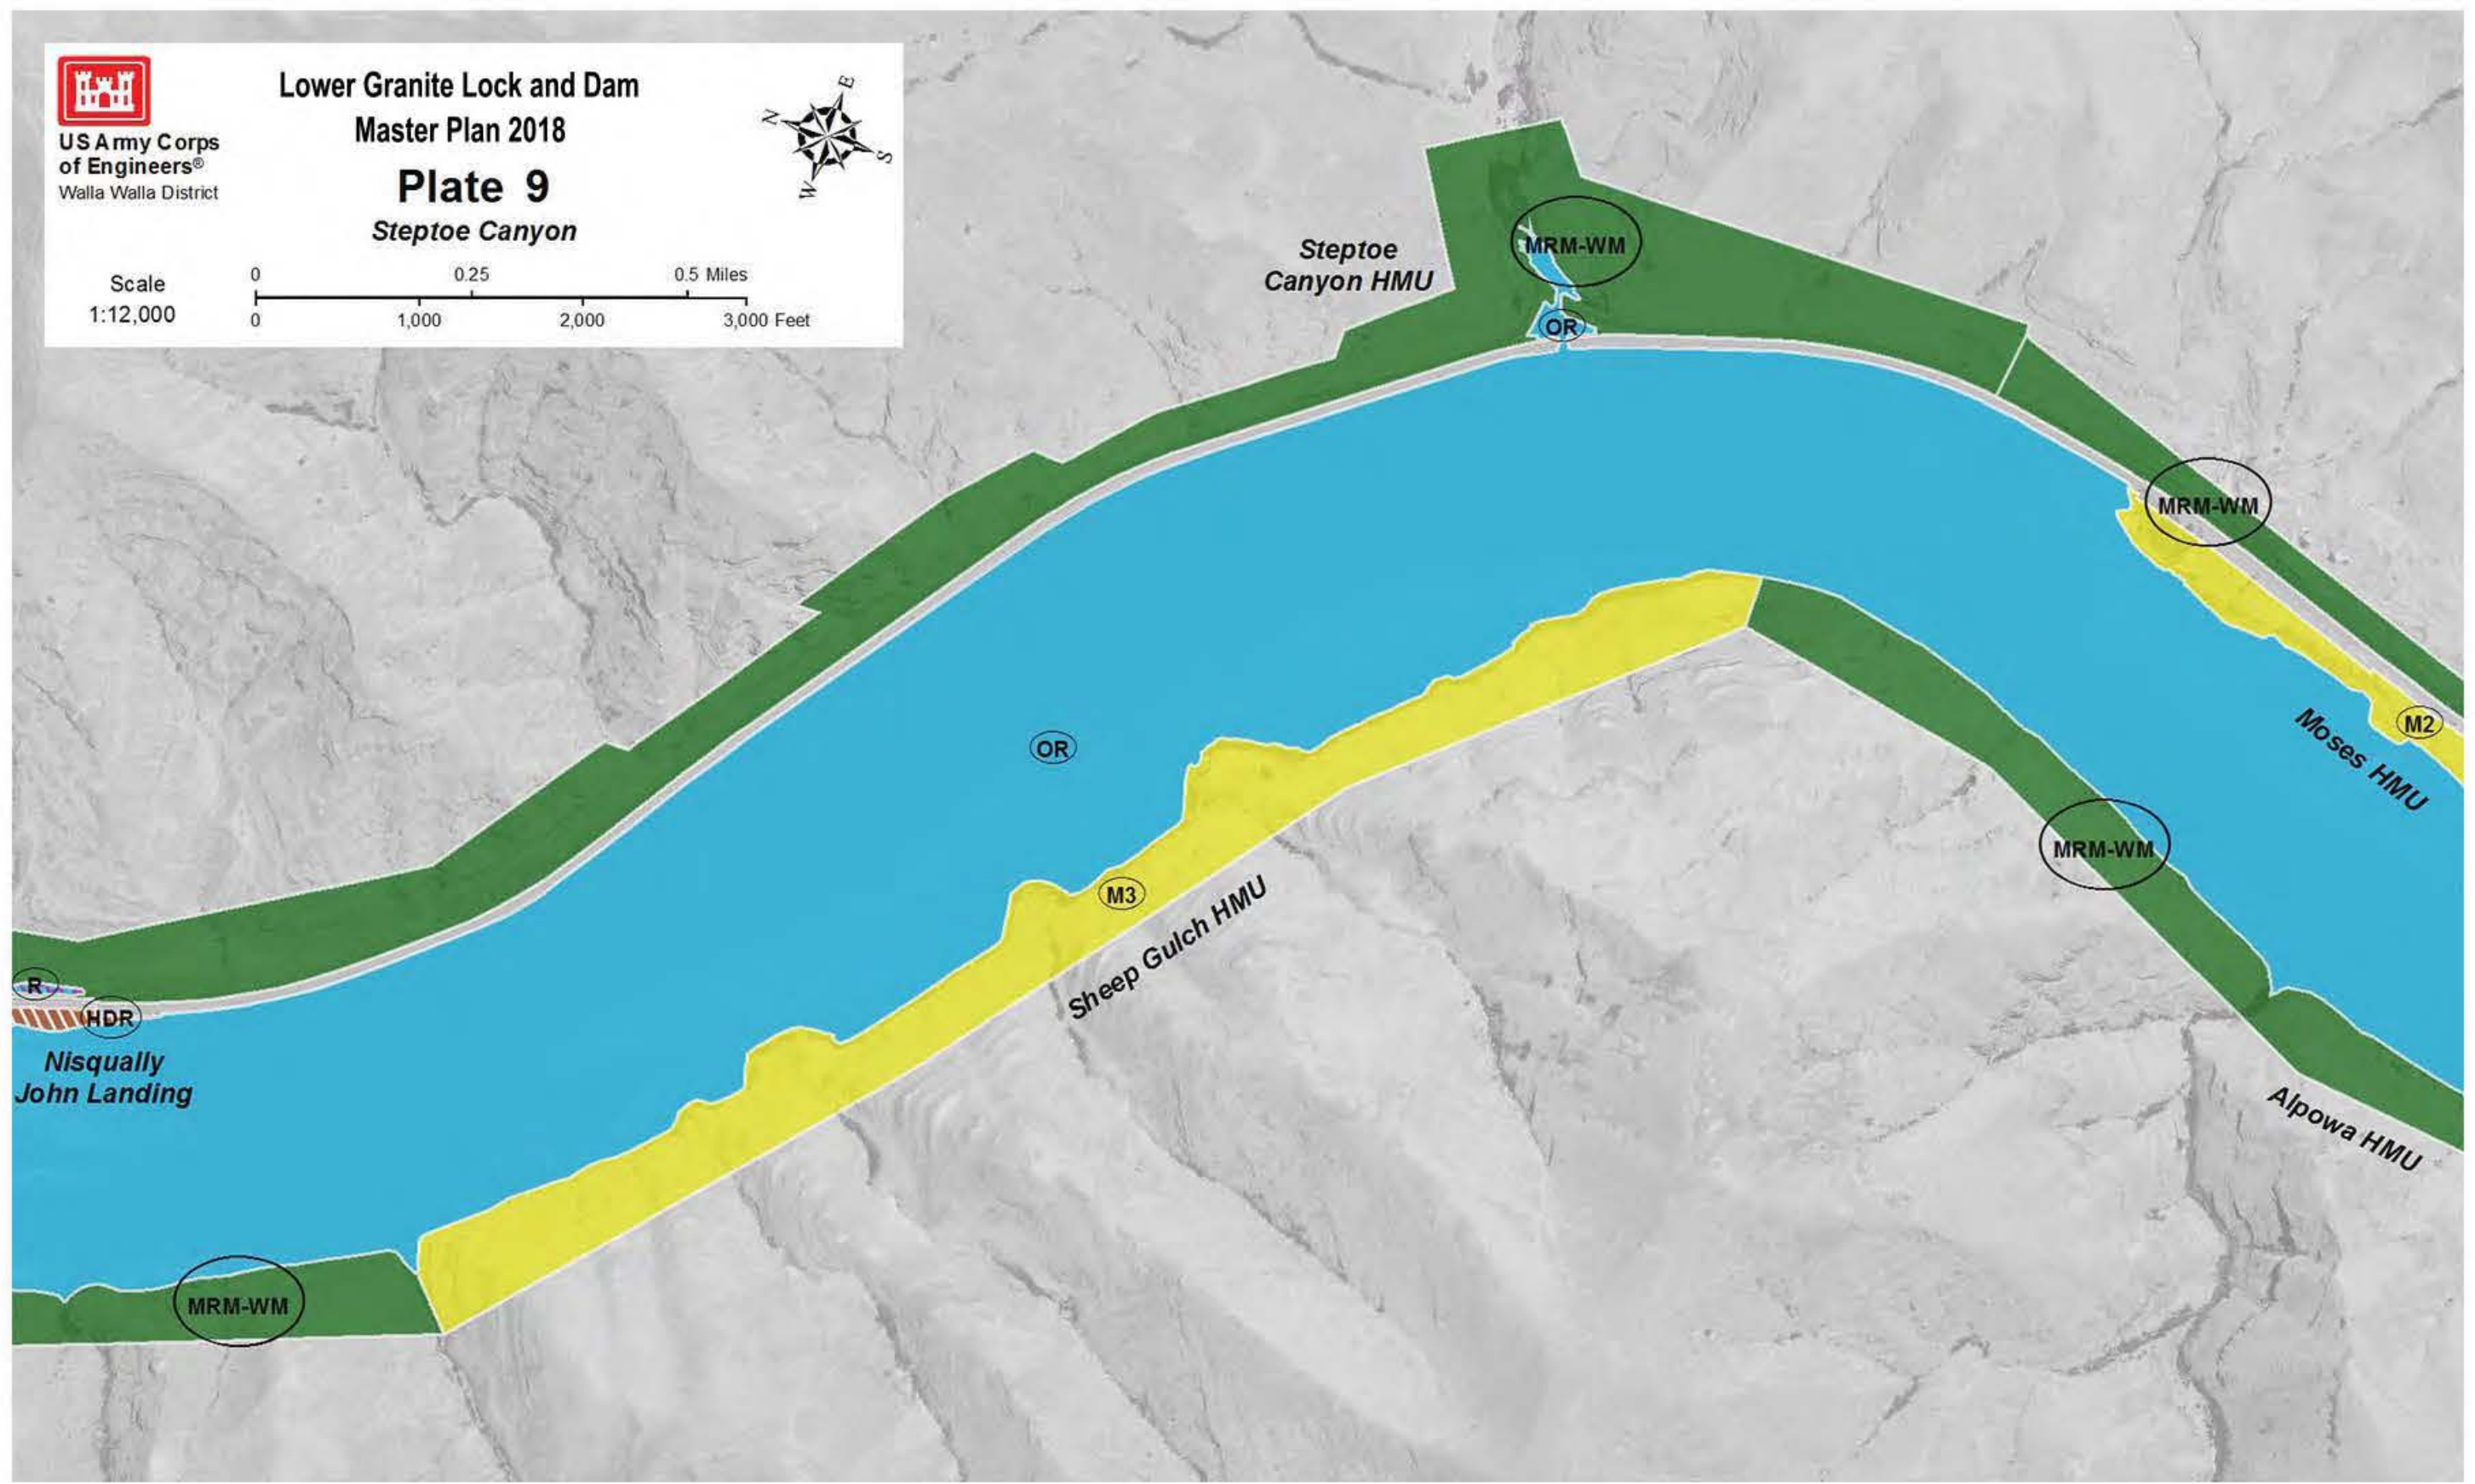 US Army Corps
of Engineers®
Walla Walla District
Lower Granite Lock and Dam
Master Plan 2018
Plate 9
Steptoe Canyon
N
E
S
W
Scale
1:12,000
0 0.25 0.5 Miles
0 1,000 2,000 3,000 Feet
Steptoe
Canyon HMU
MRM-WM
OR
MRM-WM
M2
Moses HMU
OR
MRM-WM
M3
Sheep Gulch HMU
R
HDR
Nisqually
John Landing
Alpowa HMU
MRM-WM